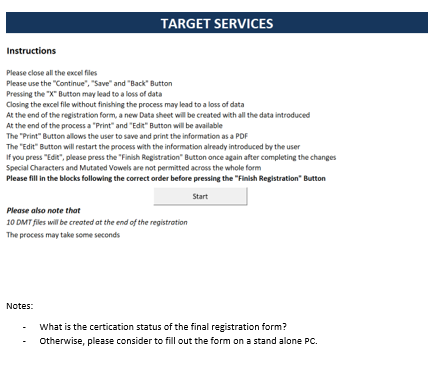 TARGET SERVICES
Instructions
Please close all the excel files
Please use the "Continue", "Save" and "Back" Button
Pressing the "X" Button may lead to a loss of data
Closing the excel file without finishing the process may lead to a loss of data
At the end of the registration form, a new Data sheet will be created with all the data introduced
At the end of the process a "Print" and "Edit" Button will be available
The "Print" Button allows the user to save and print the information as a PDF
The "Edit" Button will restart the process with the information already introduced by the user
If you press "Edit", please press the "Finish Registration" Button once again after completing the changes
Special Characters and Mutated Vowels are not permitted across the whole form
Please fill in the blocks following the correct order before pressing the "Finish Registration" Button
Start
Please also note that
10 DMT files will be created at the end of the registration
The process may take some seconds
Notes:
- What is the certication status of the final registration form?
- Otherwise, please consider to fill out the form on a stand alone PC.